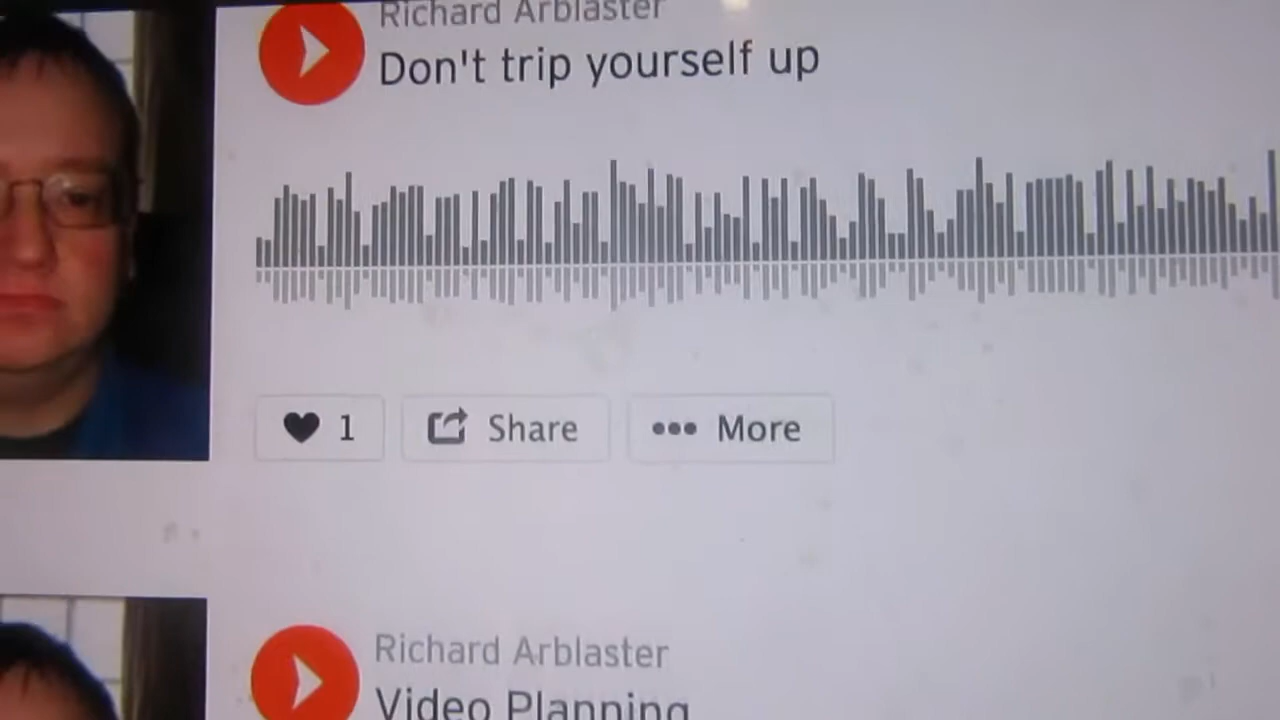 Richard Arblaster
Don't trip yourself up
1
Share
More
Richard Arblaster
Video Planning